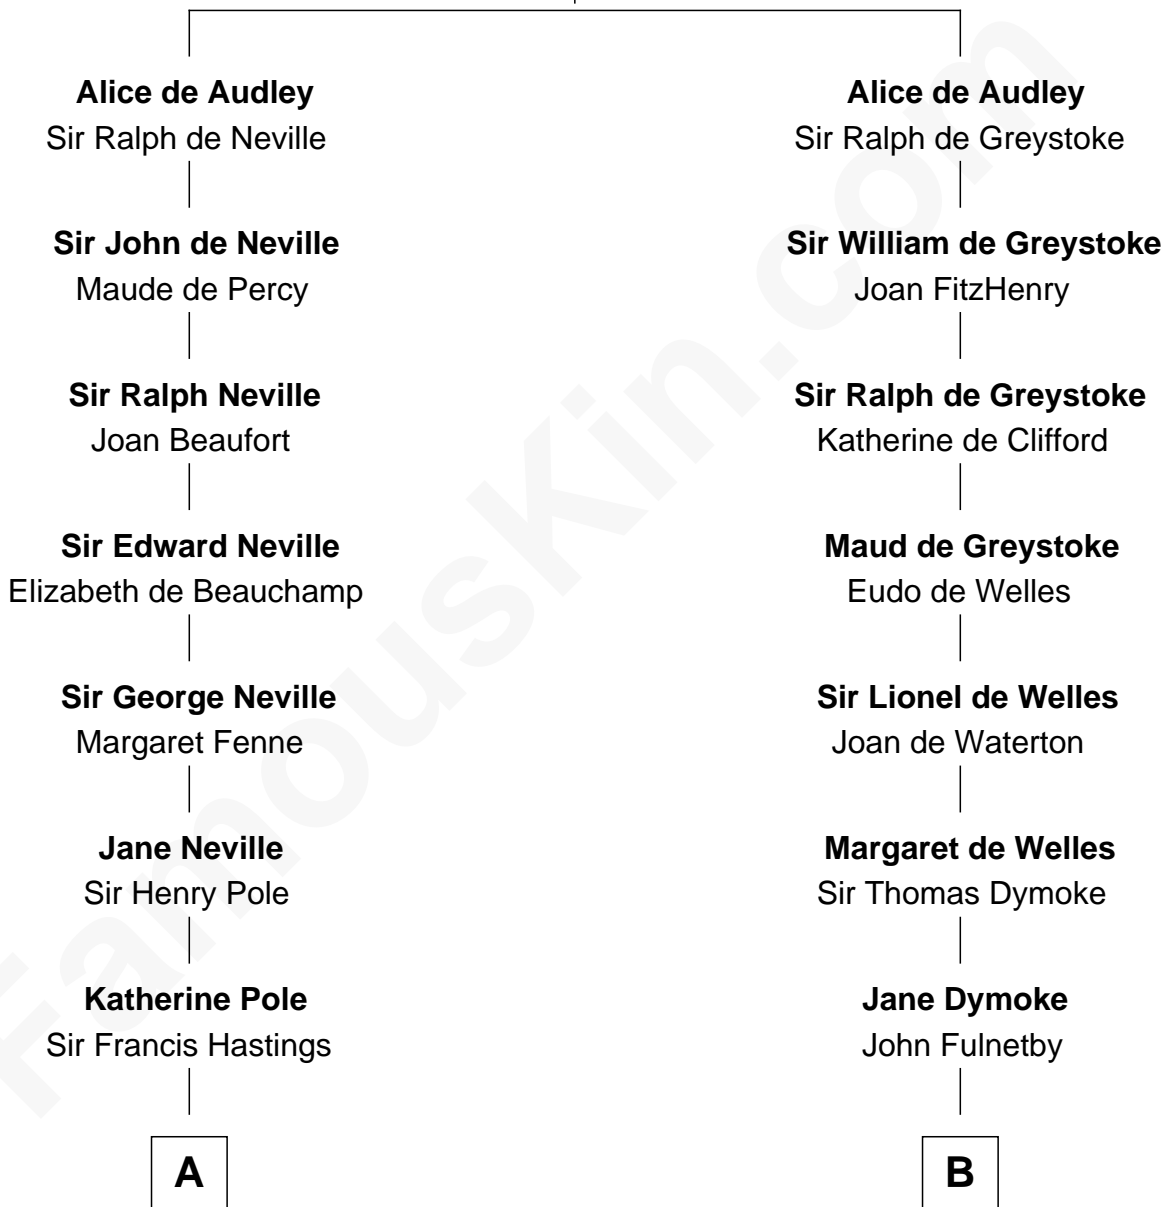 Alice de Audley
Sir Ralph de Neville
Sir John de Neville
Maude de Percy
Sir Ralph Neville
Joan Beaufort
Sir Edward Neville
Elizabeth de Beauchamp
Sir George Neville
Margaret Fenne
Jane Neville
Sir Henry Pole
Katherine Pole
Sir Francis Hastings
A
Alice de Audley
Sir Ralph de Greystoke
Sir William de Greystoke
Joan FitzHenry
Sir Ralph de Greystoke
Katherine de Clifford
Maud de Greystoke
Eudo de Welles
Sir Lionel de Welles
Joan de Waterton
Margaret de Welles
Sir Thomas Dymoke
Jane Dymoke
John Fulnetby
B
FamousKin.com